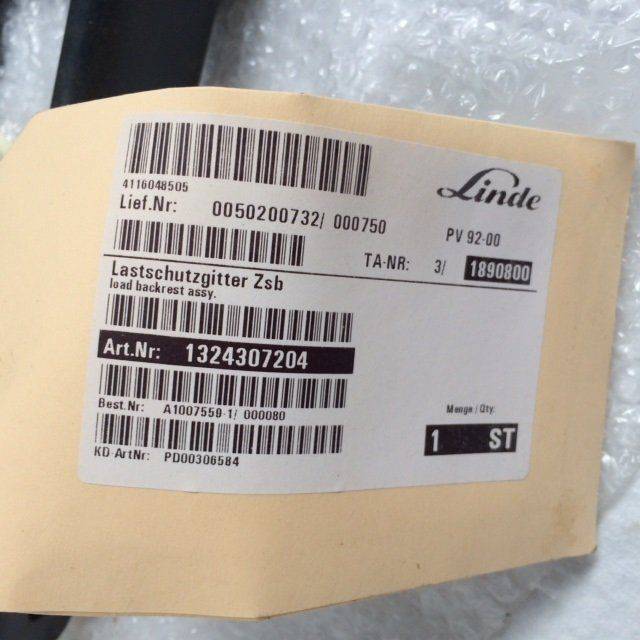 4116048505
Linde
Lief.Nr: 0050200732/ 000750
PV 92-00
TA-NR: 3/ 1890800
Lastschutzgitter Zsb
load backrest assy.
Art.Nr: 1324307204
Best.Nr: A1007559-1/ 000080
Menge / Qty.
1 ST
KD-ArtNr: PD00306584